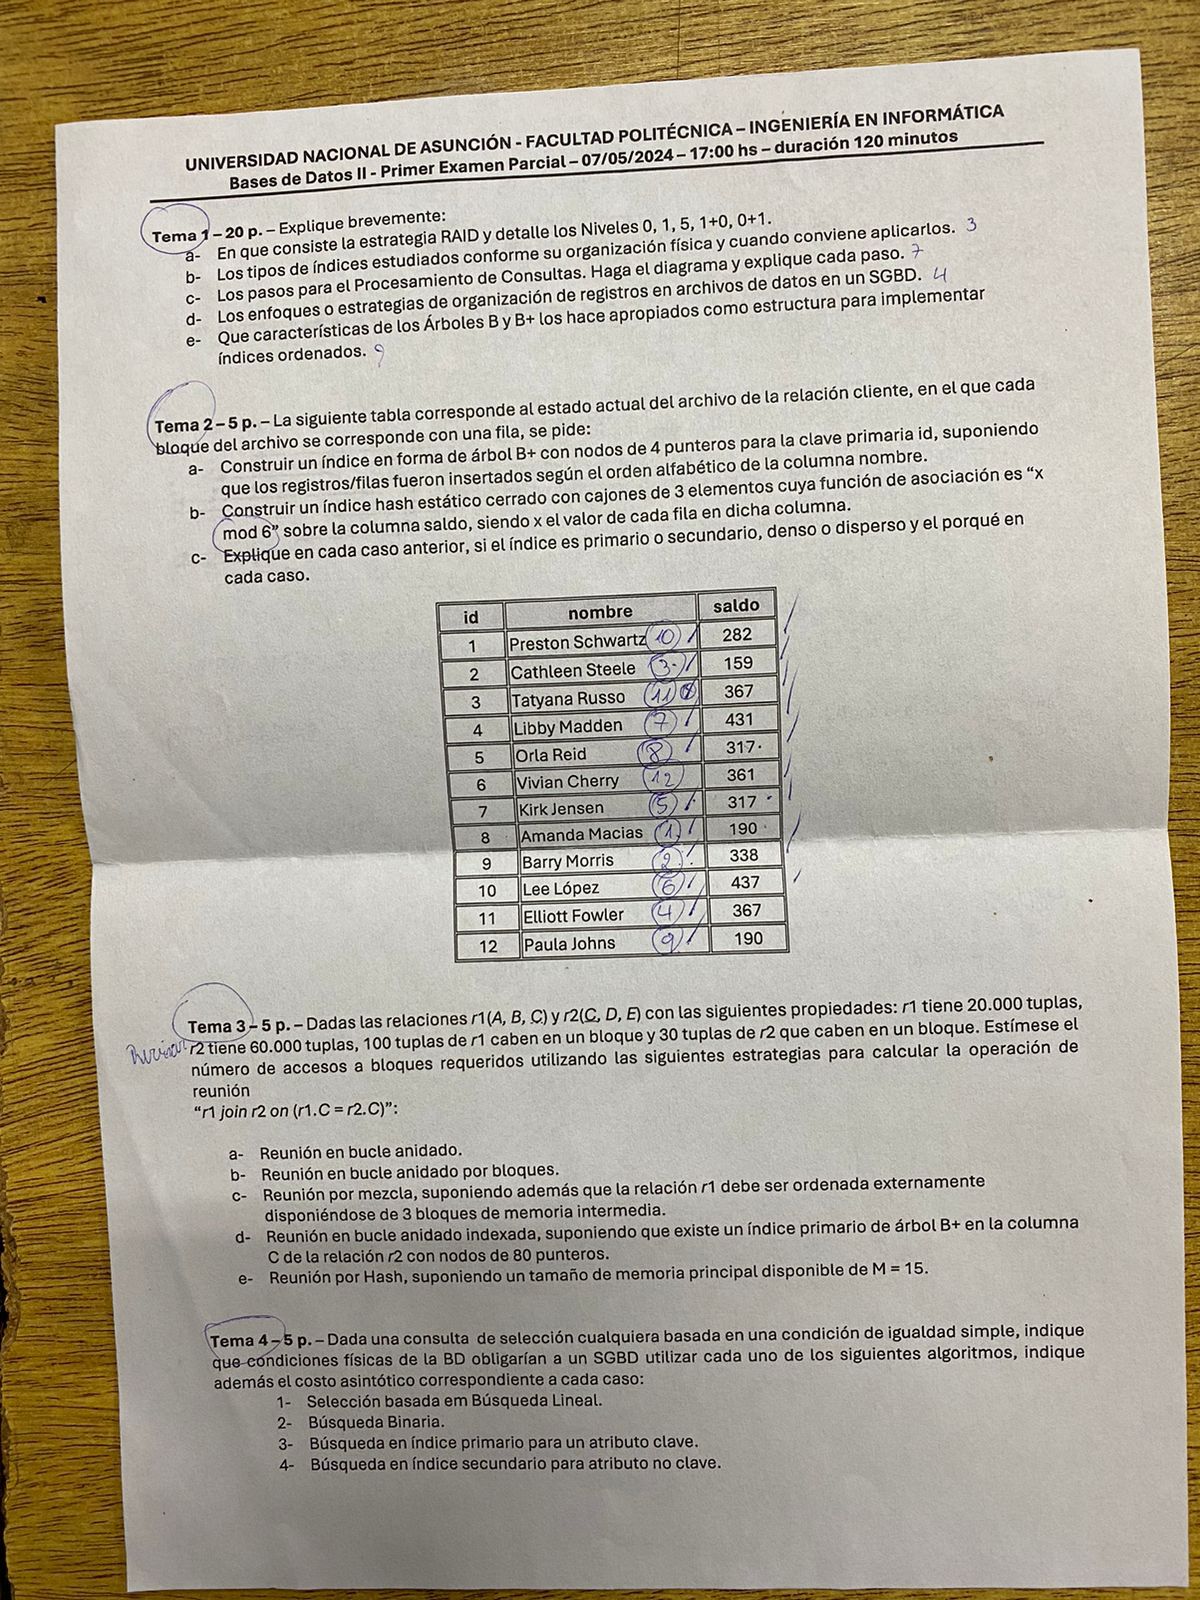 UNIVERSIDAD NACIONAL DE ASUNCIÓN - FACULTAD POLITÉCNICA – INGENIERÍA EN INFORMÁTICA
Bases de Datos II - Primer Examen Parcial – 07/05/2024 – 17:00 hs – duración 120 minutos
Tema 1 – 20 p. – Explique brevemente:
a- En que consiste la estrategia RAID y detalle los Niveles 0, 1, 5, 1+0, 0+1.
b- Los tipos de índices estudiados conforme su organización física y cuando conviene aplicarlos. 3
c- Los pasos para el Procesamiento de Consultas. Haga el diagrama y explique cada paso. 7
d- Los enfoques o estrategias de organización de registros en archivos de datos en un SGBD. 4
e- Que características de los Árboles B y B+ los hace apropiados como estructura para implementar
índices ordenados. 9
Tema 2 – 5 p. – La siguiente tabla corresponde al estado actual del archivo de la relación cliente, en el que cada
bloque del archivo se corresponde con una fila, se pide:
a- Construir un índice en forma de árbol B+ con nodos de 4 punteros para la clave primaria id, suponiendo
que los registros/filas fueron insertados según el orden alfabético de la columna nombre.
b- Construir un índice hash estático cerrado con cajones de 3 elementos cuya función de asociación es “x
mod 6” sobre la columna saldo, siendo x el valor de cada fila en dicha columna.
c- Explique en cada caso anterior, si el índice es primario o secundario, denso o disperso y el porqué en
cada caso.
id nombre saldo
1 Preston Schwartz 10 282
2 Cathleen Steele 3 159
3 Tatyana Russo 11 367
4 Libby Madden 7 431
5 Orla Reid 8 317
6 Vivian Cherry 12 361
7 Kirk Jensen 5 317
8 Amanda Macias 1 190
9 Barry Morris 2 338
10 Lee López 6 437
11 Elliott Fowler 4 367
12 Paula Johns 9 190
Tema 3 – 5 p. – Dadas las relaciones r1(A, B, C) y r2(C, D, E) con las siguientes propiedades: r1 tiene 20.000 tuplas,
r2 tiene 60.000 tuplas, 100 tuplas de r1 caben en un bloque y 30 tuplas de r2 que caben en un bloque. Estímese el
número de accesos a bloques requeridos utilizando las siguientes estrategias para calcular la operación de
reunión
“r1 join r2 on (r1.C = r2.C)”:
a- Reunión en bucle anidado.
b- Reunión en bucle anidado por bloques.
c- Reunión por mezcla, suponiendo además que la relación r1 debe ser ordenada externamente
disponiéndose de 3 bloques de memoria intermedia.
d- Reunión en bucle anidado indexada, suponiendo que existe un índice primario de árbol B+ en la columna
C de la relación r2 con nodos de 80 punteros.
e- Reunión por Hash, suponiendo un tamaño de memoria principal disponible de M = 15.
Tema 4 – 5 p. – Dada una consulta de selección cualquiera basada en una condición de igualdad simple, indique
que condiciones físicas de la BD obligarían a un SGBD utilizar cada uno de los siguientes algoritmos, indique
además el costo asintótico correspondiente a cada caso:
1- Selección basada em Búsqueda Lineal.
2- Búsqueda Binaria.
3- Búsqueda en índice primario para un atributo clave.
4- Búsqueda en índice secundario para atributo no clave.